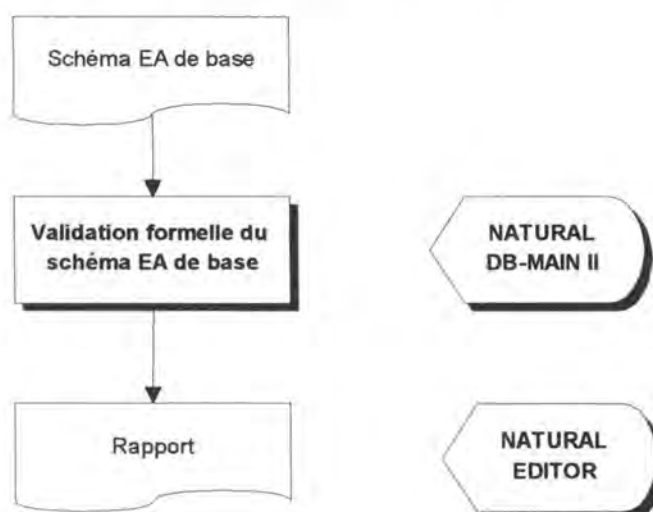 Schéma EA de base
Validation formelle du
schéma EA de base
NATURAL
DB-MAIN II
Rapport
NATURAL
EDITOR